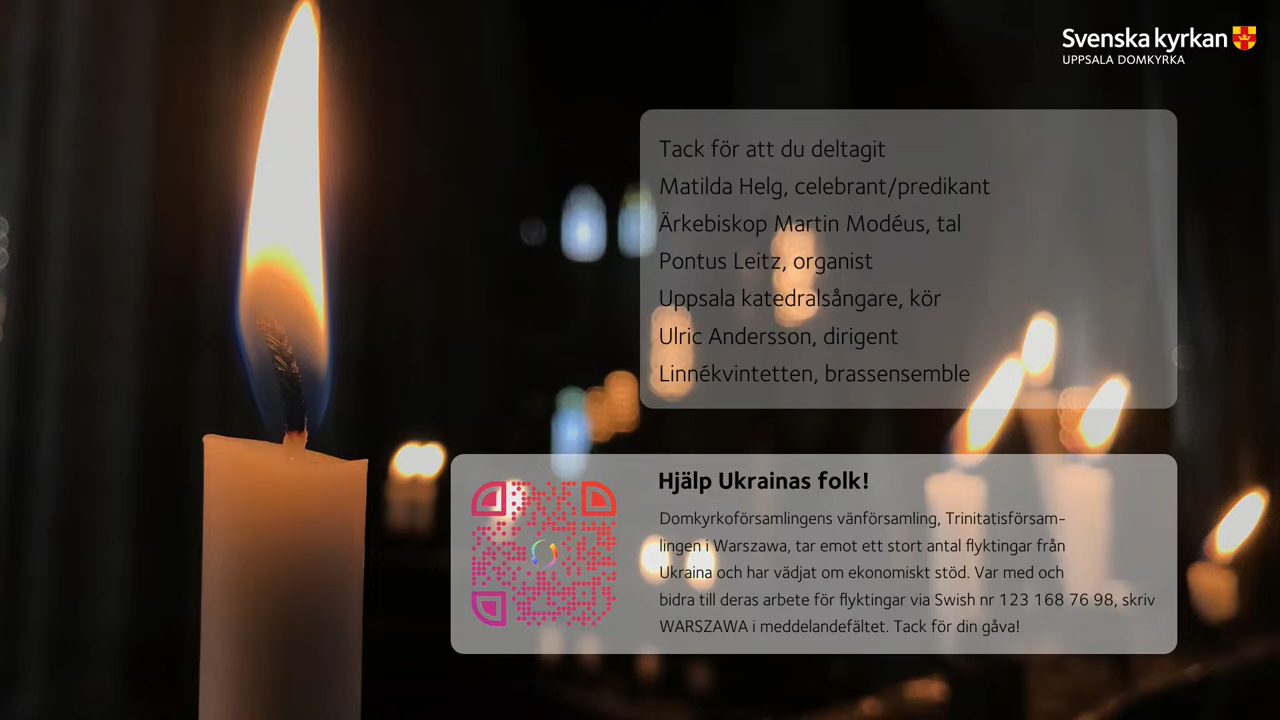 Svenska kyrkan
UPPSALA DOMKYRKA
Tack för att du deltagit
Matilda Helg, celebrant/predikant
Ärkebiskop Martin Modéus, tal
Pontus Leitz, organist
Uppsala katedralsångare, kör
Ulric Andersson, dirigent
Linnékvintetten, brassensemble
Hjälp Ukrainas folk!
Domkyrkoförsamlingens vänförsamling, Trinitatisförsam-
lingen i Warszawa, tar emot ett stort antal flyktingar från
Ukraina och har vädjat om ekonomiskt stöd. Var med och
bidra till deras arbete för flyktingar via Swish nr 123 168 76 98, skriv
WARSZAWA i meddelandefältet. Tack för din gåva!